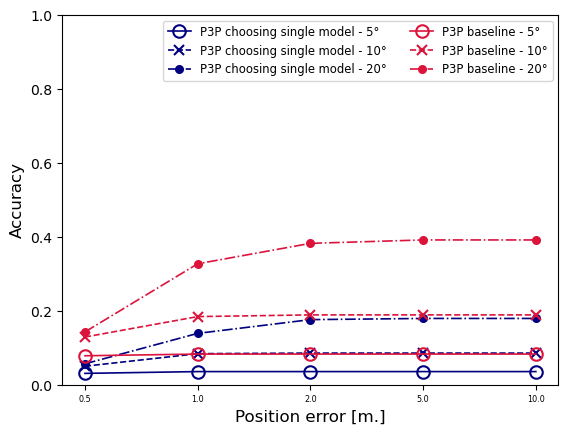 P3P choosing single model - 5°
P3P choosing single model - 10°
P3P choosing single model - 20°
P3P baseline - 5°
P3P baseline - 10°
P3P baseline - 20°
Accuracy
1.0
0.8
0.6
0.4
0.2
0.0
0.5 1.0 2.0 5.0 10.0
Position error [m.]